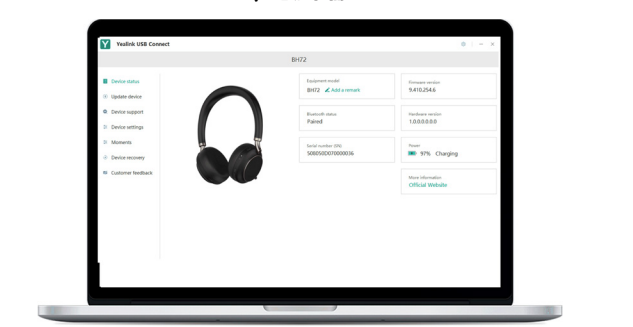 Yealink USB Connect
BH72
Device status
Update device
Device support
Device settings
Moments
Device recovery
Customer feedback
Equipment model
BH72 Add a remark
Firmware version
9.410.254.6
Bluetooth status
Paired
Hardware version
1.0.0.0.0.0
Serial number (SN)
Power
97% Charging
More information
Official Website